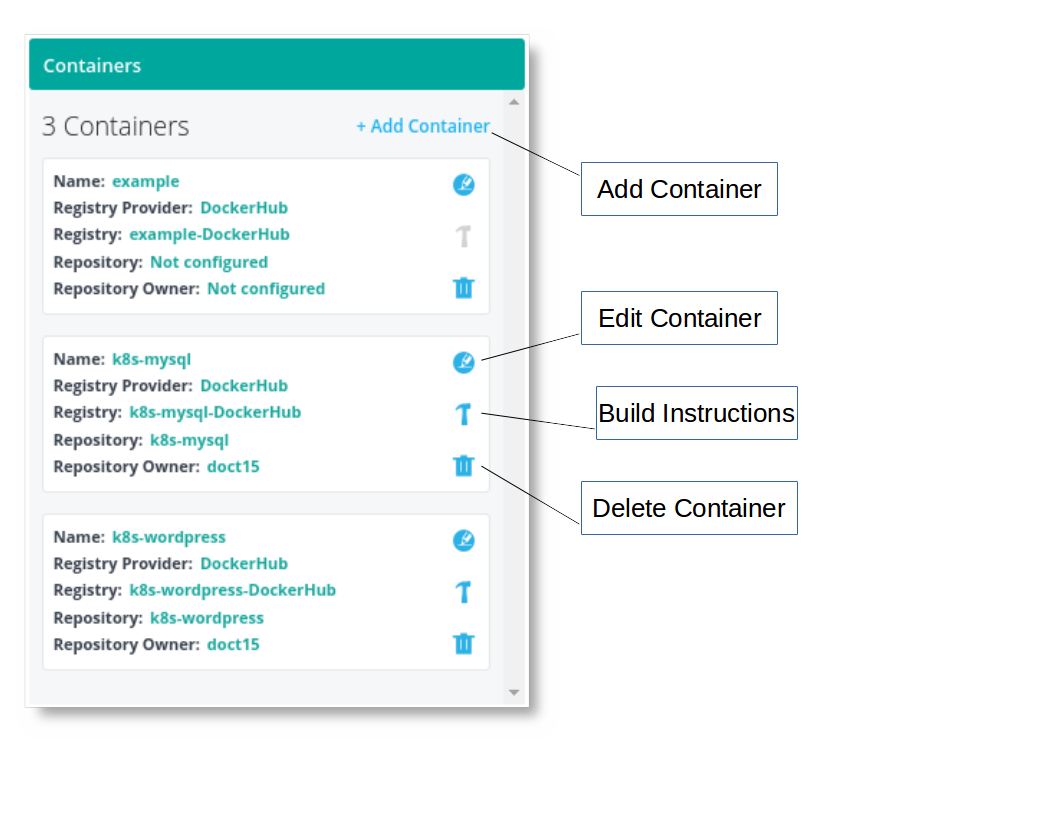 Containers
3 Containers
+ Add Container
Name: example
Registry Provider: DockerHub
Registry: example-DockerHub
Repository: Not configured
Repository Owner: Not configured
Name: k8s-mysql
Registry Provider: DockerHub
Registry: k8s-mysql-DockerHub
Repository: k8s-mysql
Repository Owner: doct15
Name: k8s-wordpress
Registry Provider: DockerHub
Registry: k8s-wordpress-DockerHub
Repository: k8s-wordpress
Repository Owner: doct15
Add Container
Edit Container
Build Instructions
Delete Container